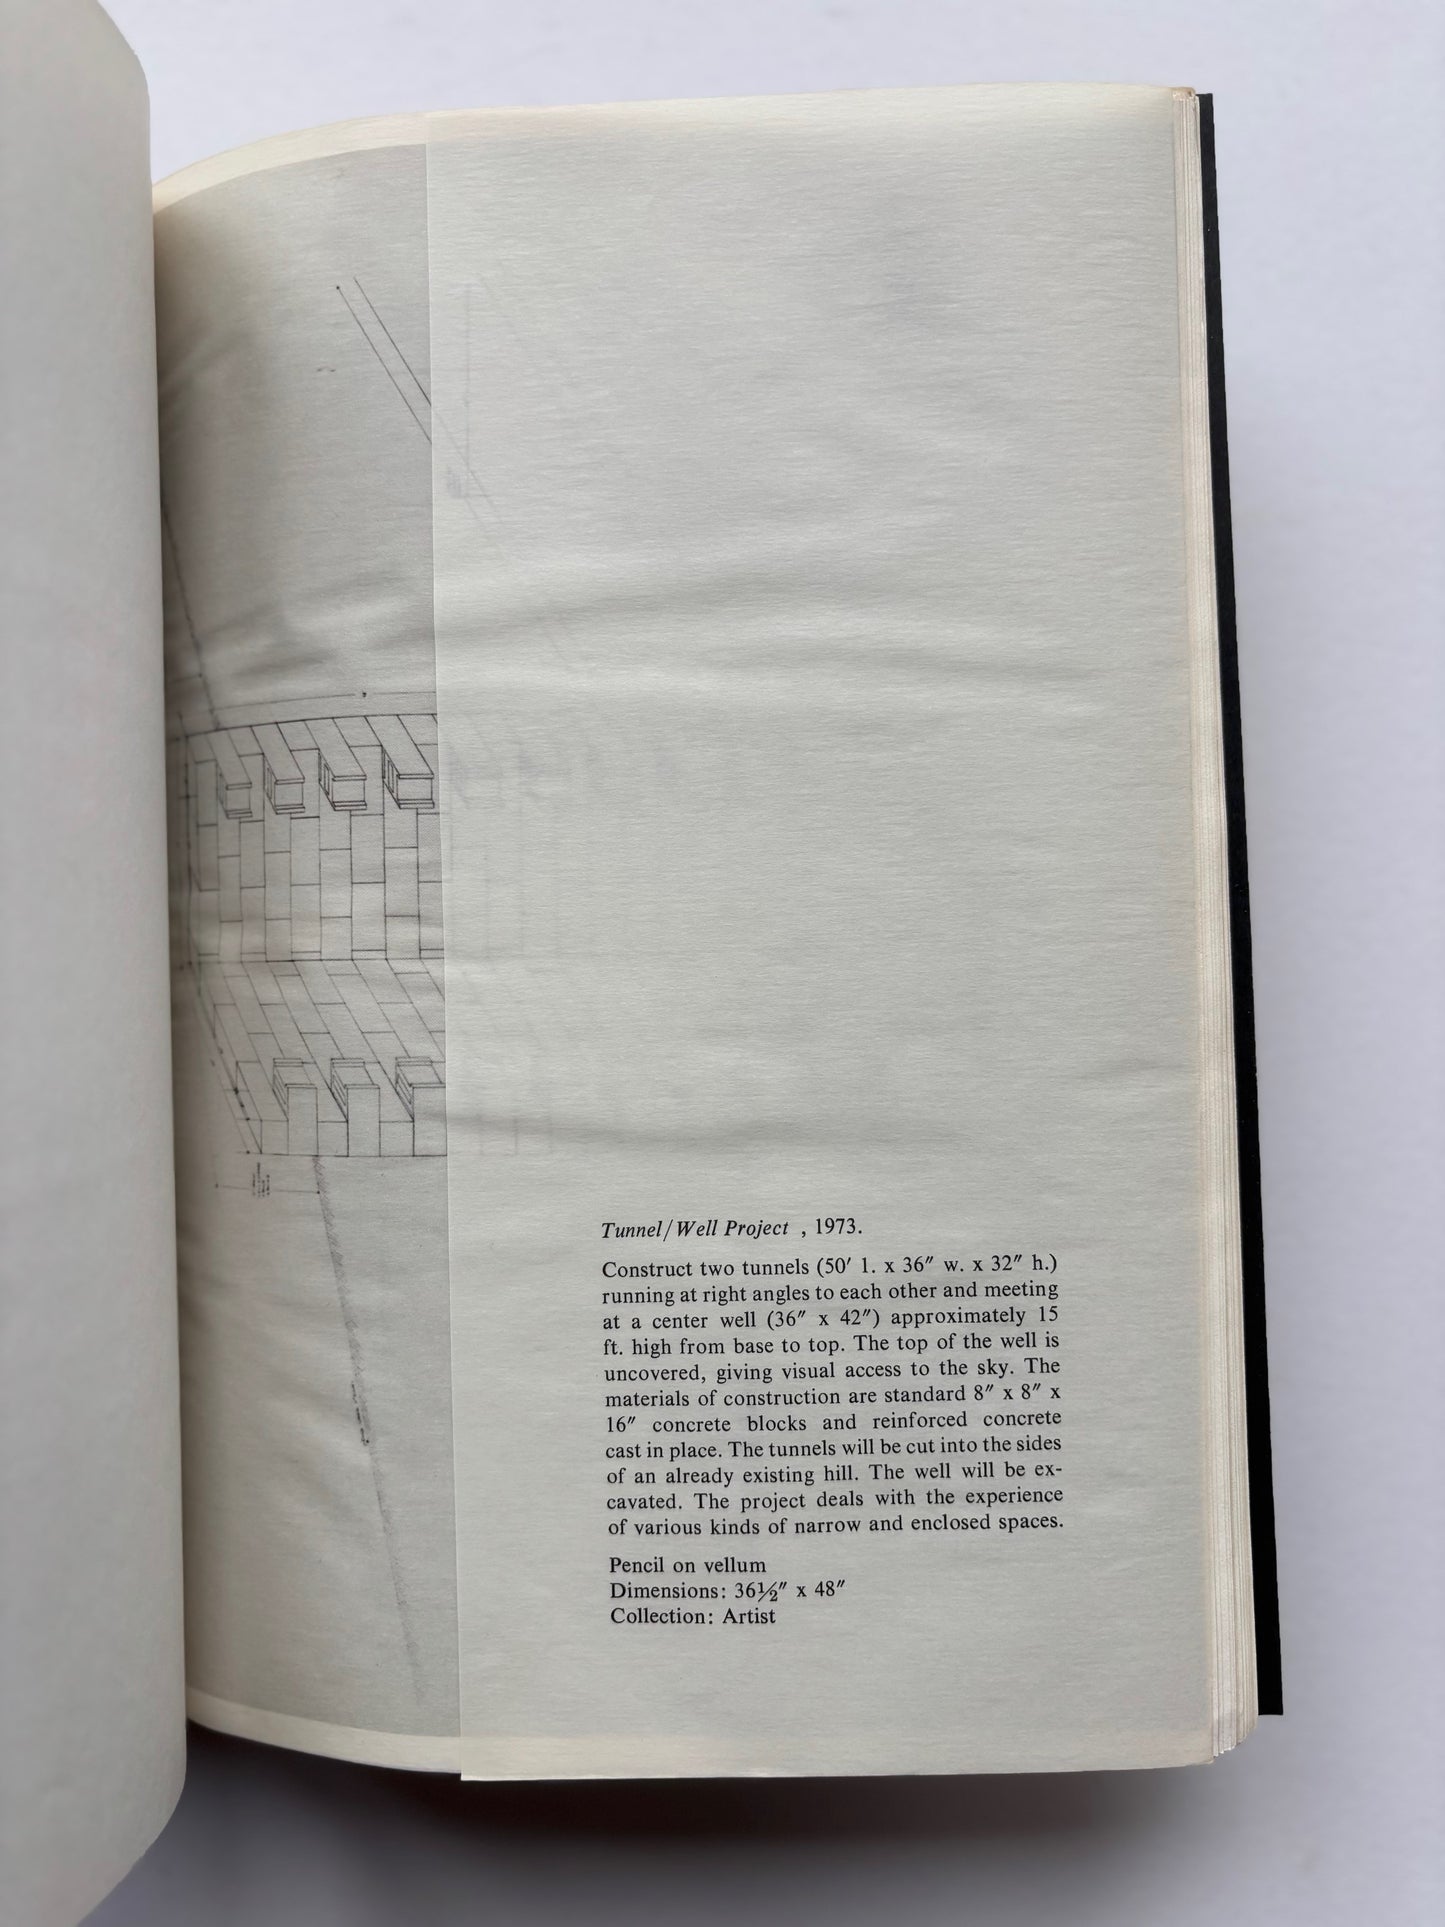 Tunnel/Well Project , 1973.
Construct two tunnels (50′ l. x 36″ w. x 32″ h.)
running at right angles to each other and meeting
at a center well (36″ x 42″) approximately 15
ft. high from base to top. The top of the well is
uncovered, giving visual access to the sky. The
materials of construction are standard 8″ x 8″ x
16″ concrete blocks and reinforced concrete
cast in place. The tunnels will be cut into the sides
of an already existing hill. The well will be ex-
cavated. The project deals with the experience
of various kinds of narrow and enclosed spaces.
Pencil on vellum
Dimensions: 36½″ x 48″
Collection: Artist